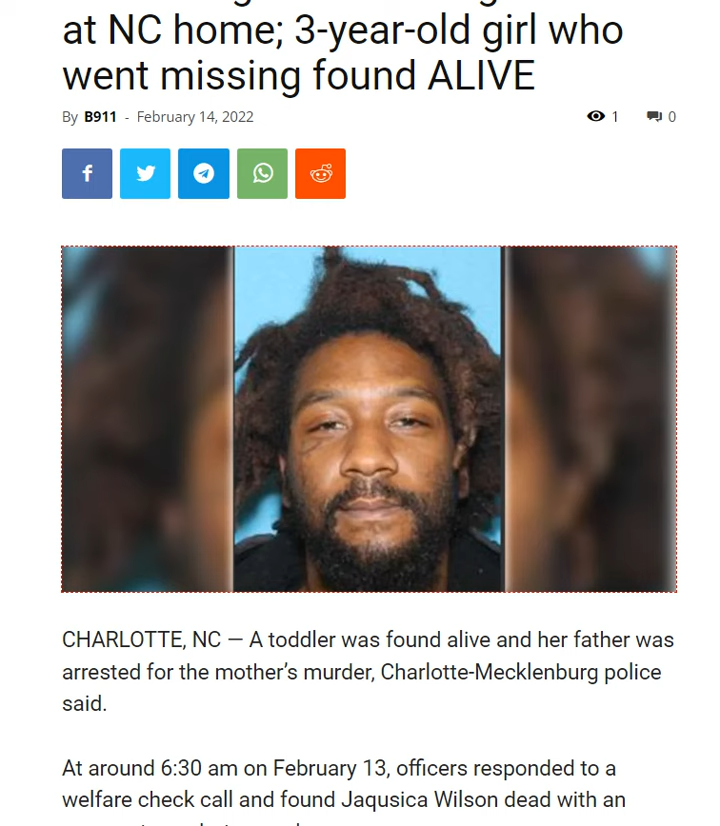 at NC home; 3-year-old girl who
went missing found ALIVE
By B911 - February 14, 2022 1 0
CHARLOTTE, NC — A toddler was found alive and her father was
arrested for the mother’s murder, Charlotte-Mecklenburg police
said.
At around 6:30 am on February 13, officers responded to a
welfare check call and found Jaqusica Wilson dead with an